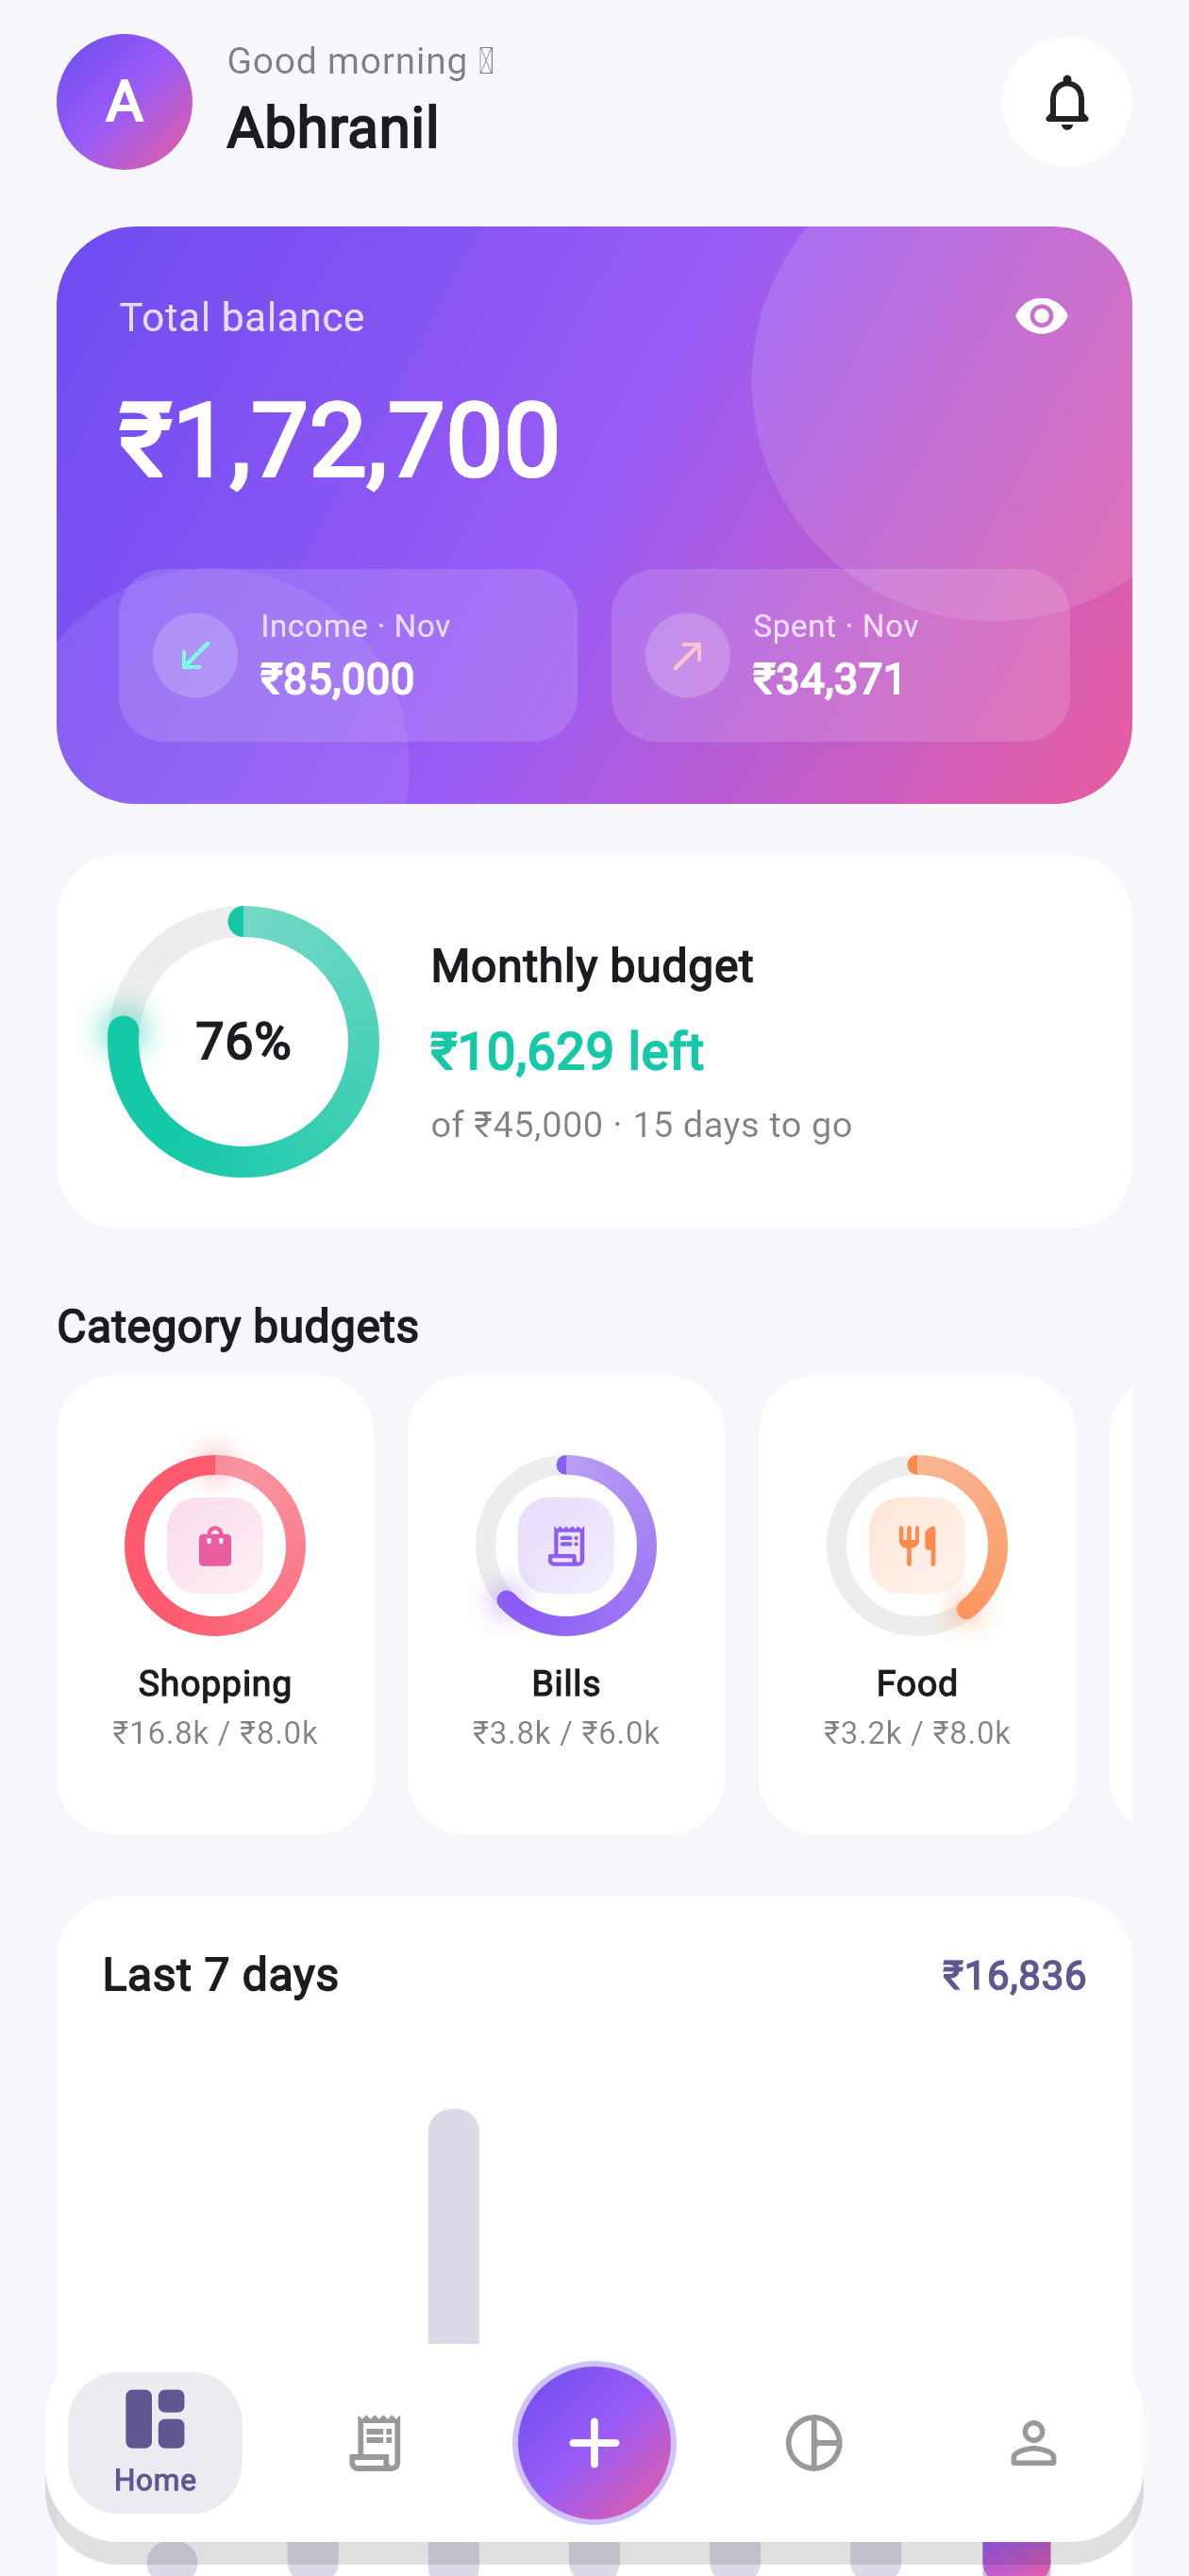 A
Good morning
Abhranil
Total balance
₹1,72,700
Income · Nov
₹85,000
Spent · Nov
₹34,371
76%
Monthly budget
₹10,629 left
of ₹45,000 · 15 days to go
Category budgets
Shopping
₹16.8k / ₹8.0k
Bills
₹3.8k / ₹6.0k
Food
₹3.2k / ₹8.0k
Last 7 days
₹16,836
Home